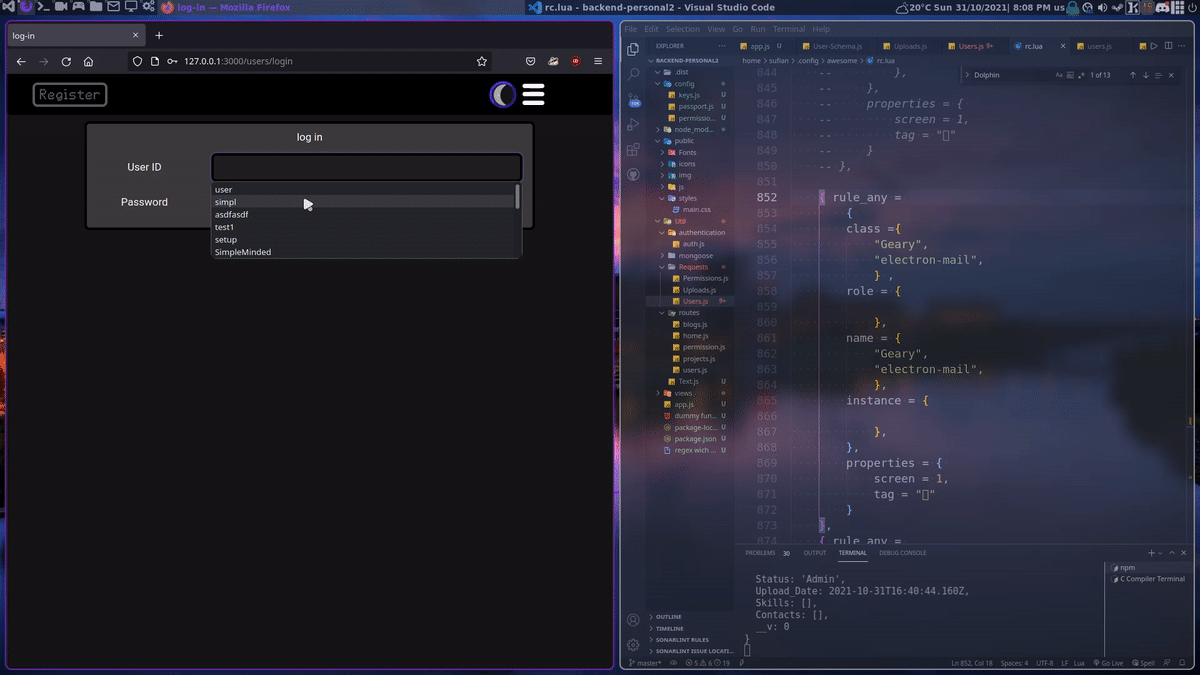 log-in — Mozilla Firefox
rc.lua - backend-personal2 - Visual Studio Code
20°C Sun 31/10/2021| 8:08 PM us
log-in
127.0.0.1:3000/users/login
Register
log in
User ID
Password
user
simpl
asdfasdf
test1
setup
SimpleMinded
File Edit Selection View Go Run Terminal Help
EXPLORER
app.js U
User-Schema.js
Uploads.js
Users.js 9+
rc.lua
users.js
home > sufian > .config > awesome > rc.lua
Dolphin
1 of 13
BACKEND-PERSONAL2
.dist
config
keys.js U
passport.js U
permissio... U
node_mod...
public
Fonts
icons
img
js
styles
main.css
Util
authentication
auth.js U
mongoose
Requests
Permissions.js
Uploads.js
Users.js 9+
routes
blogs.js
home.js
permission.js
projects.js
users.js
Text.js U
views
app.js U
dummy fun... U
package-loc... U
package.json U
regex wich ... U
OUTLINE
TIMELINE
SONARLINT RULES
SONARLINT ISSUE LOCATI...
844 -- },
845 -- },
846 -- properties = {
847 -- screen = 1,
848 -- tag = "▯"
849 -- }
850 -- },
851
852 { rule_any =
853 {
854 class ={
855 "Geary",
856 "electron-mail",
857 } ,
858 role = {
859
860 },
861 name = {
862 "Geary",
863 "electron-mail",
864 },
865 instance = {
866
867 },
868 },
869 properties = {
870 screen = 1,
871 tag = "▯"
872 }
873 },
874 { rule_any =
PROBLEMS 30 OUTPUT TERMINAL DEBUG CONSOLE
Status: 'Admin',
Upload_Date: 2021-10-31T16:40:44.160Z,
Skills: [],
Contacts: [],
__v: 0
}
npm
C Compiler Terminal
master* 5 6 19
Ln 852, Col 18 Spaces: 4 UTF-8 LF Lua Go Live Spell